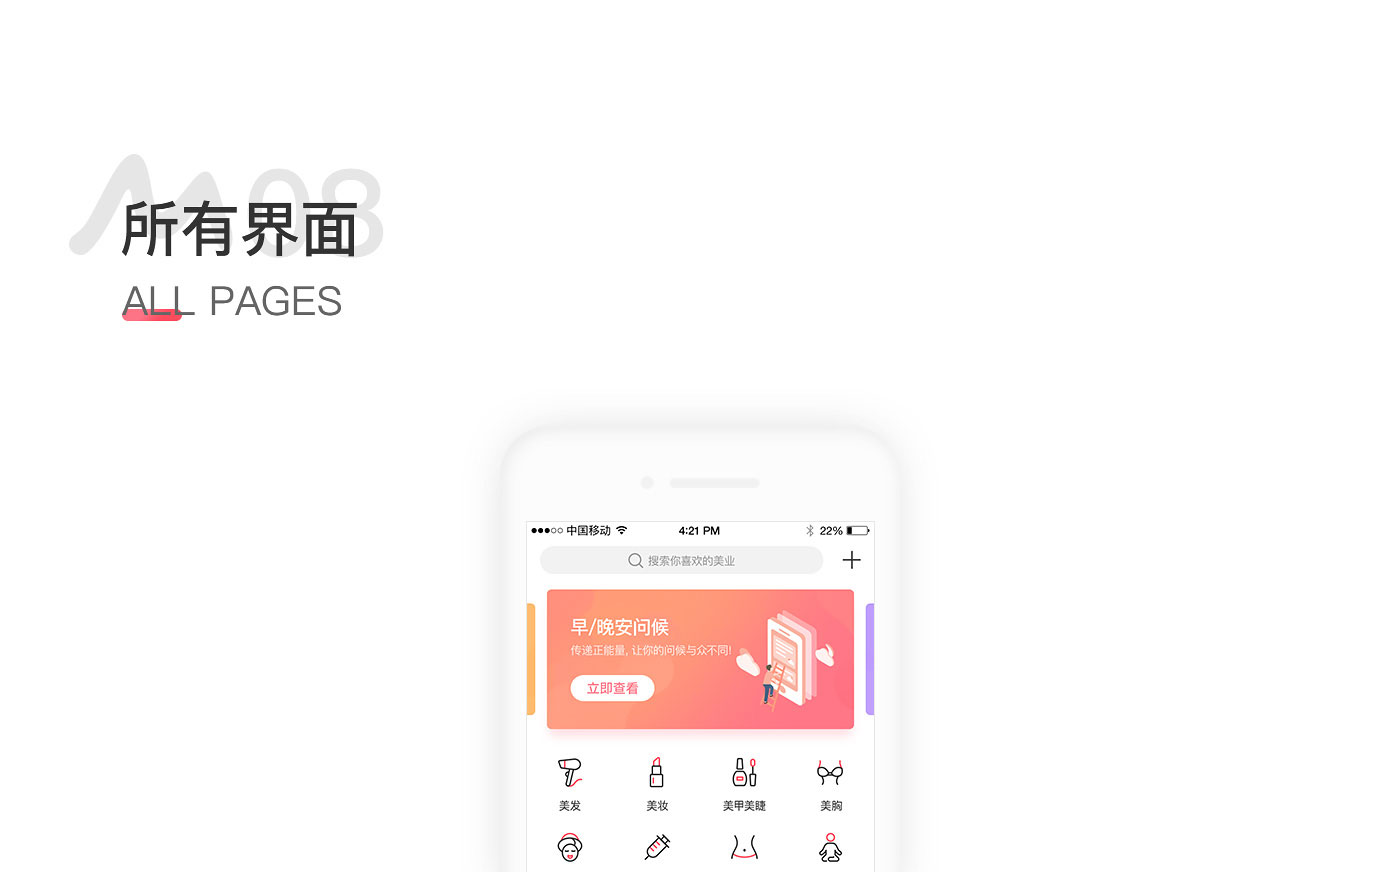 08
所有界面
ALL PAGES
中国移动 4:21 PM 22%
搜索你喜欢的美业
早/晚安问候
传递正能量, 让你的问候与众不同!
立即查看
美发 美妆 美甲美睫 美胸